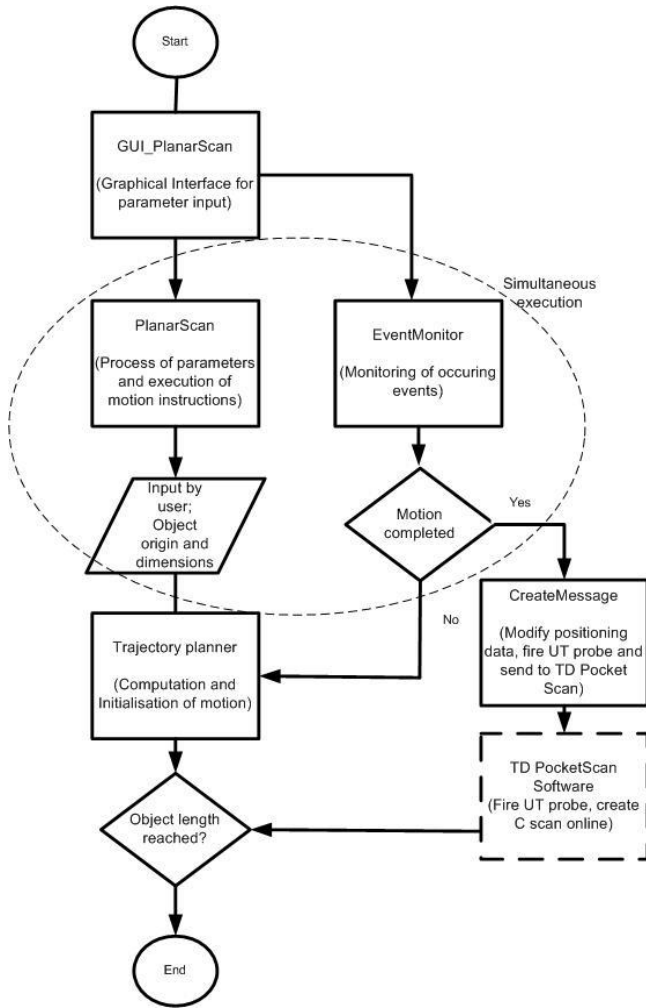 Start
GUI_PlanarScan
(Graphical Interface for
parameter input)
Simultaneous
execution
PlanarScan
(Process of parameters
and execution of
motion instructions)
EventMonitor
(Monitoring of occuring
events)
Input by
user;
Object
origin and
dimensions
Motion
completed
Yes
No
CreateMessage
(Modify positioning
data, fire UT probe and
send to TD Pocket
Scan)
Trajectory planner
(Computation and
Initialisation of motion)
TD PocketScan
Software
(Fire UT probe, create
C scan online)
Object length
reached?
End